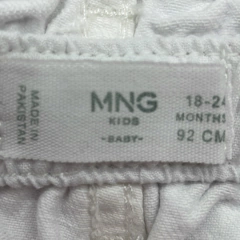 MADE IN
PAKISTAN
MNG
KIDS
-BABY-
18-24
MONTHS
92 CM